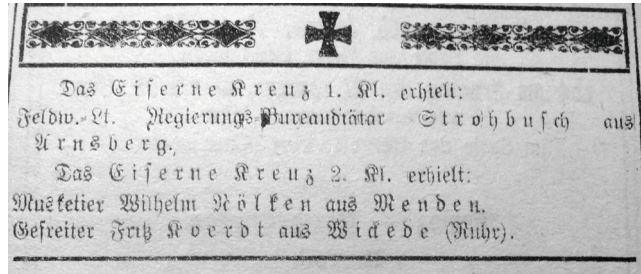 Das Eiserne Kreuz 1. Kl. erhielt:
Feldw.-Lt. Regierungs-Bureaudiätar Strohbusch aus
Arnsberg.
Das Eiserne Kreuz 2. Kl. erhielt:
Musketier Wilhelm Nölken aus Menden.
Gefreiter Fritz Koerdt aus Wickede (Ruhr).